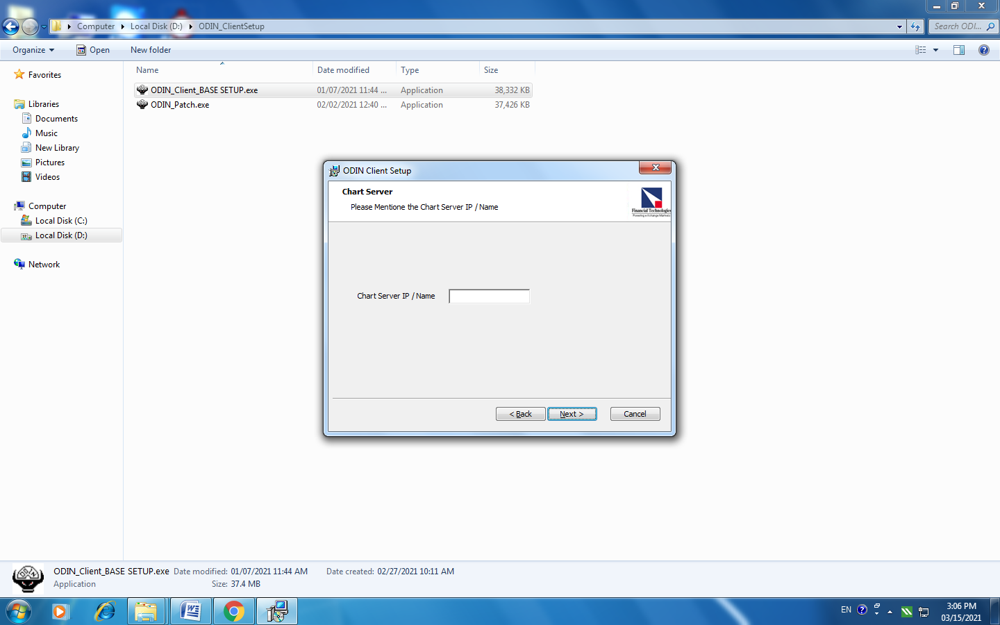 Computer Local Disk (D:) ODIN_ClientSetup
Search ODI...
Organize Open New folder
Name Date modified Type Size
ODIN_Client_BASE SETUP.exe 01/07/2021 11:44 ... Application 38,332 KB
ODIN_Patch.exe 02/02/2021 12:40 ... Application 37,426 KB
Favorites
Libraries
Documents
Music
New Library
Pictures
Videos
Computer
Local Disk (C:)
Local Disk (D:)
Network
ODIN Client Setup
Chart Server
Please Mentione the Chart Server IP / Name
Financial Technologies
Powering e-Exchange Markets
Chart Server IP / Name
< Back Next > Cancel
ODIN_Client_BASE SETUP.exe Date modified: 01/07/2021 11:44 AM Date created: 02/27/2021 10:11 AM
Application Size: 37.4 MB
EN
3:06 PM
03/15/2021